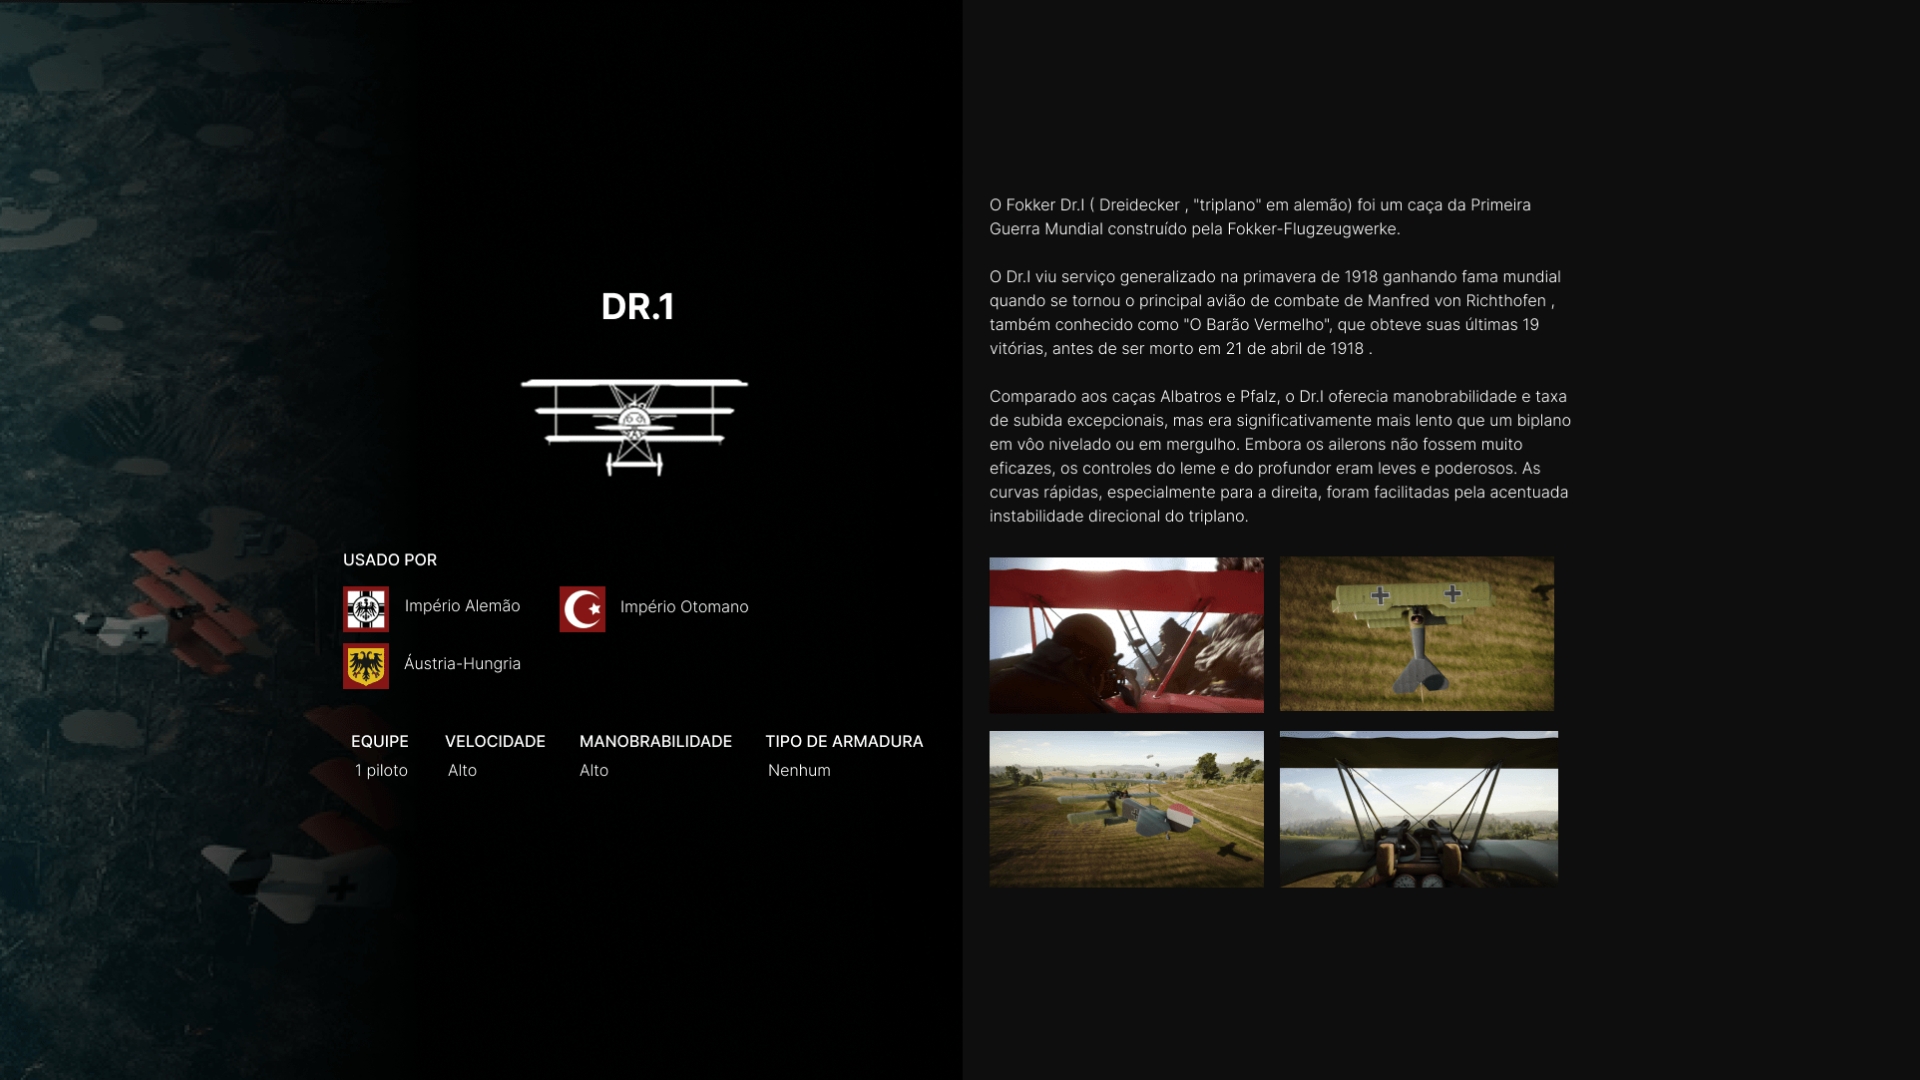 DR.1
USADO POR
Império Alemão
Império Otomano
Áustria-Hungria
EQUIPE
VELOCIDADE
MANOBRABILIDADE
TIPO DE ARMADURA
1 piloto
Alto
Alto
Nenhum
O Fokker Dr.I ( Dreidecker , "triplano" em alemão) foi um caça da Primeira
Guerra Mundial construído pela Fokker-Flugzeugwerke.
O Dr.I viu serviço generalizado na primavera de 1918 ganhando fama mundial
quando se tornou o principal avião de combate de Manfred von Richthofen ,
também conhecido como "O Barão Vermelho", que obteve suas últimas 19
vitórias, antes de ser morto em 21 de abril de 1918 .
Comparado aos caças Albatros e Pfalz, o Dr.I oferecia manobrabilidade e taxa
de subida excepcionais, mas era significativamente mais lento que um biplano
em vôo nivelado ou em mergulho. Embora os ailerons não fossem muito
eficazes, os controles do leme e do profundor eram leves e poderosos. As
curvas rápidas, especialmente para a direita, foram facilitadas pela acentuada
instabilidade direcional do triplano.